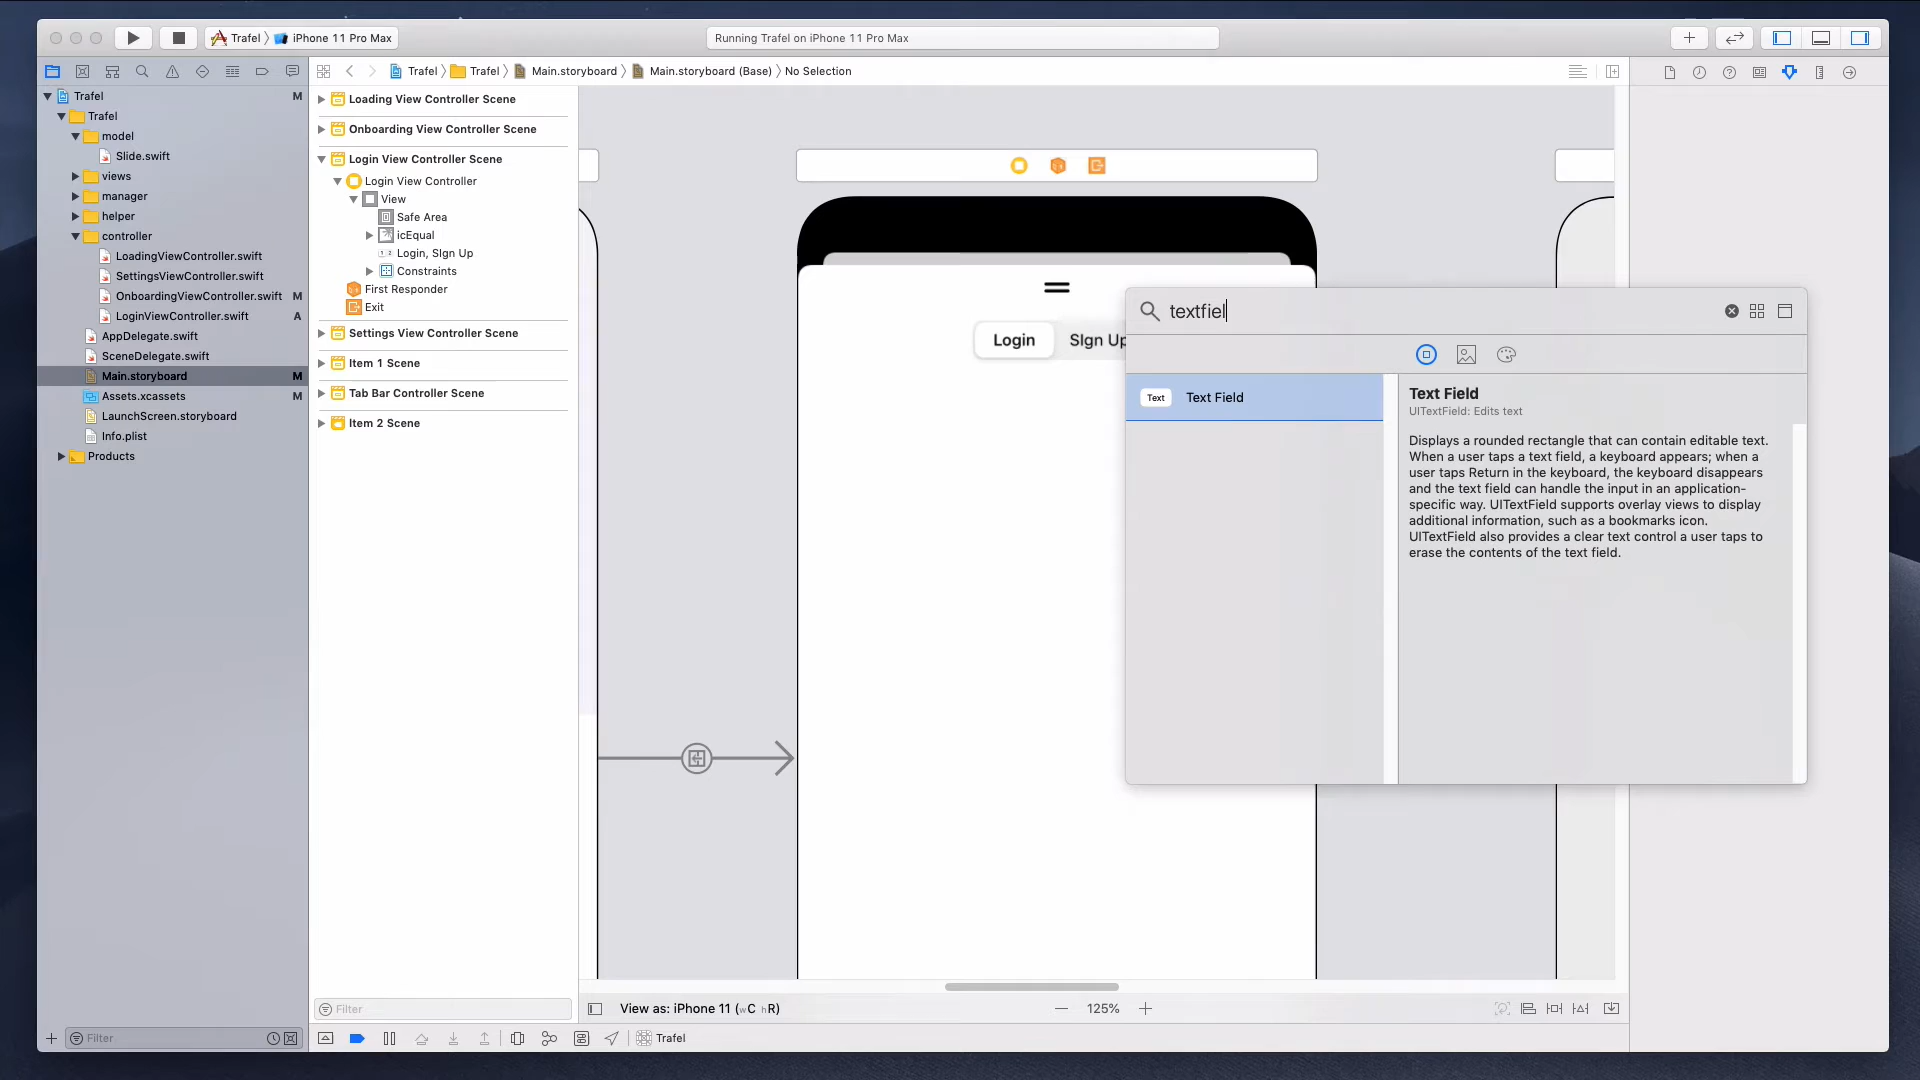 Trafel
iPhone 11 Pro Max
Running Trafel on iPhone 11 Pro Max
Trafel
Trafel
Main.storyboard
Main.storyboard (Base)
No Selection
Trafel M
Trafel
model
Slide.swift
views
manager
helper
controller
LoadingViewController.swift
SettingsViewController.swift
OnboardingViewController.swift M
LoginViewController.swift A
AppDelegate.swift
SceneDelegate.swift
Main.storyboard M
Assets.xcassets M
LaunchScreen.storyboard
Info.plist
Products
Filter
Loading View Controller Scene
Onboarding View Controller Scene
Login View Controller Scene
Login View Controller
View
Safe Area
icEqual
Login, SIgn Up
Constraints
First Responder
Exit
Settings View Controller Scene
Item 1 Scene
Tab Bar Controller Scene
Item 2 Scene
Filter
Login
SIgn Up
textfiel
Text
Text Field
Text Field
UITextField: Edits text
Displays a rounded rectangle that can contain editable text.
When a user taps a text field, a keyboard appears; when a
user taps Return in the keyboard, the keyboard disappears
and the text field can handle the input in an application-
specific way. UITextField supports overlay views to display
additional information, such as a bookmarks icon.
UITextField also provides a clear text control a user taps to
erase the contents of the text field.
View as: iPhone 11 (wC hR)
125%
Trafel